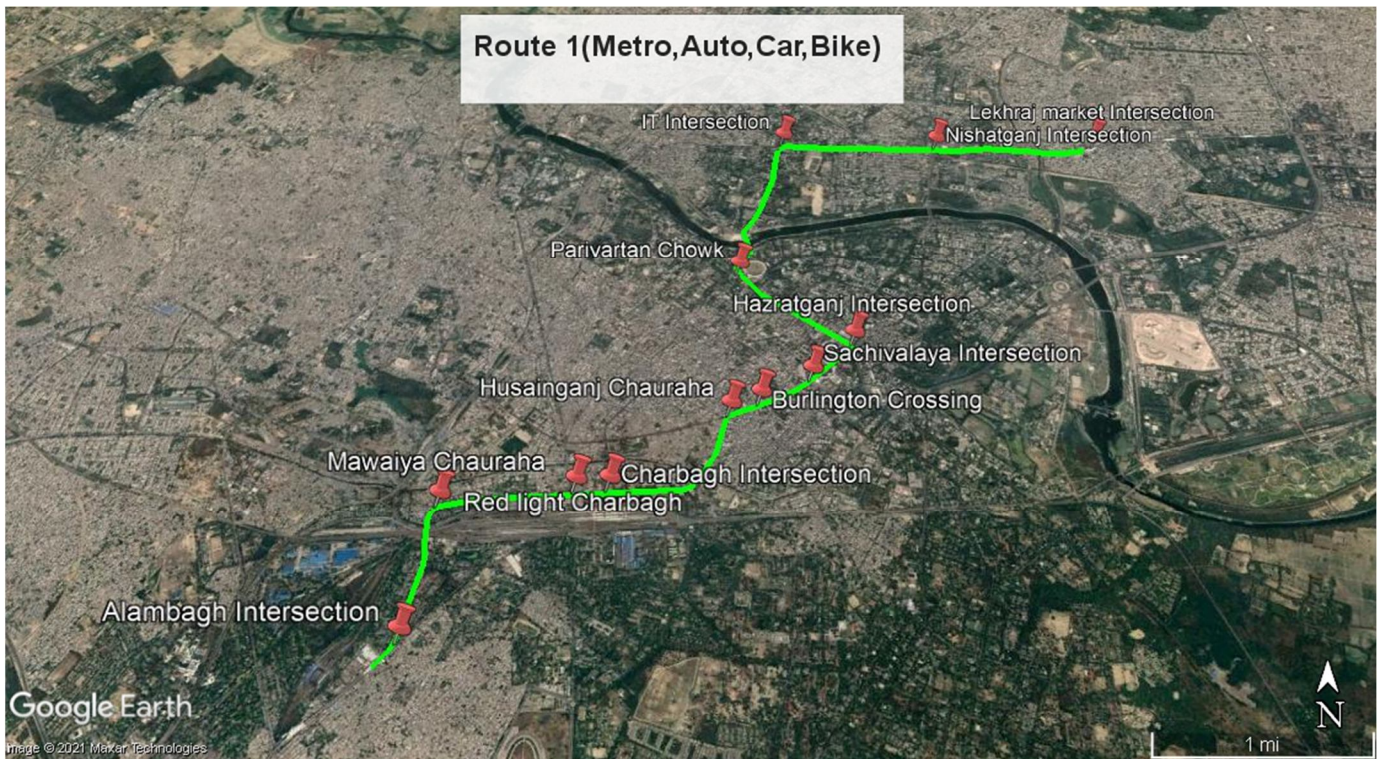 Route 1(Metro,Auto,Car,Bike)
Lekhraj market Intersection
IT Intersection
Nishatganj Intersection
Parivartan Chowk
Hazratganj Intersection
Sachivalaya Intersection
Husainganj Chauraha
Burlington Crossing
Mawaiya Chauraha
Charbagh Intersection
Red light Charbagh
Alambagh Intersection
Google Earth
N
Image © 2021 Maxar Technologies
1 mi